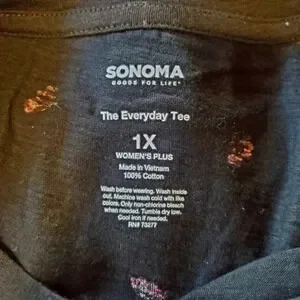 SONOMA
GOODS FOR LIFE®
The Everyday Tee
1X
WOMEN'S PLUS
Made in Vietnam
100% Cotton
Wash before wearing. Wash inside
out. Machine wash cold with like
colors. Only non-chlorine bleach
when needed. Tumble dry low.
Cool iron if needed.
RN# 73277